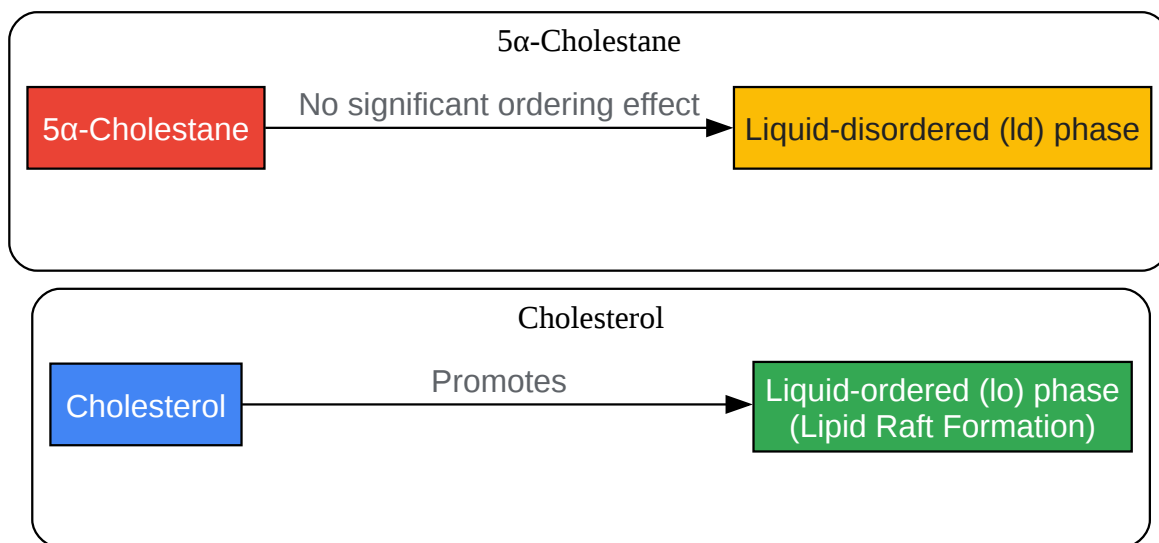 5α-Cholestane
5α-Cholestane
No significant ordering effect
Liquid-disordered (ld) phase
Cholesterol
Cholesterol
Promotes
Liquid-ordered (lo) phase
(Lipid Raft Formation)